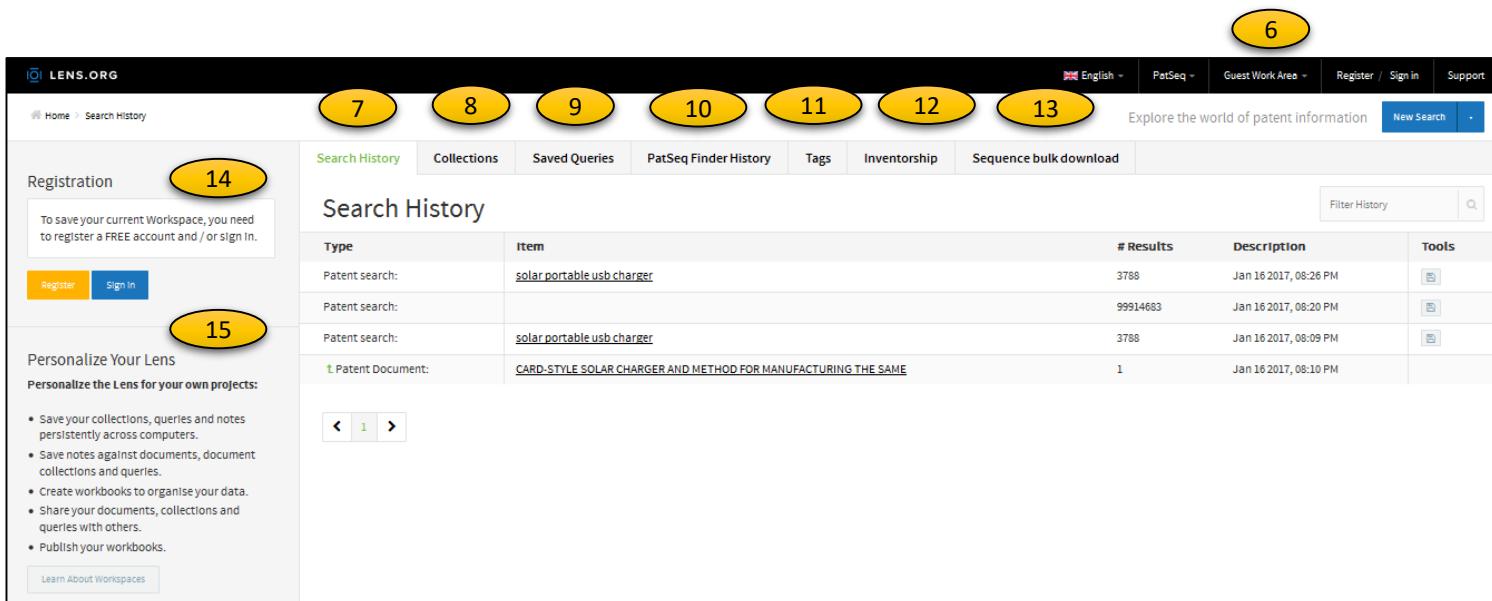 6
LENS.ORG
English
PatSeq
Guest Work Area
Register / Sign in
Support
Home > Search History
7
8
9
10
11
12
13
Explore the world of patent information
New Search
Search History
Collections
Saved Queries
PatSeq Finder History
Tags
Inventorship
Sequence bulk download
Registration
14
To save your current Workspace, you need
to register a FREE account and / or sign in.
Register
Sign in
15
Personalize Your Lens
Personalize the Lens for your own projects:
• Save your collections, queries and notes
persistently across computers.
• Save notes against documents, document
collections and queries.
• Create workbooks to organise your data.
• Share your documents, collections and
queries with others.
• Publish your workbooks.
Learn About Workspaces
Search History
Filter History
Type Item # Results Description Tools
Patent search: solar portable usb charger 3788 Jan 16 2017, 08:26 PM
Patent search: 99914683 Jan 16 2017, 08:20 PM
Patent search: solar portable usb charger 3788 Jan 16 2017, 08:09 PM
Patent Document: CARD-STYLE SOLAR CHARGER AND METHOD FOR MANUFACTURING THE SAME 1 Jan 16 2017, 08:10 PM
1